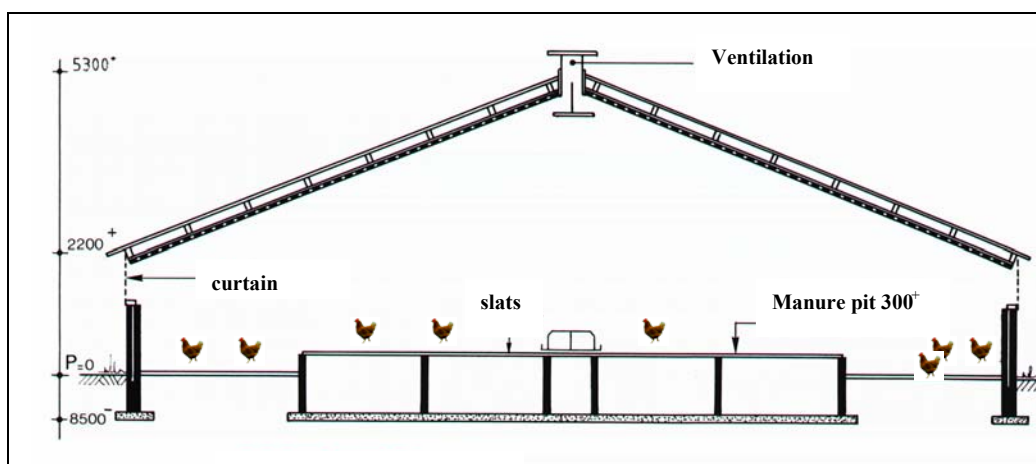 5300+
Ventilation
2200 +
curtain
slats
Manure pit 300+
P=0
8500 -